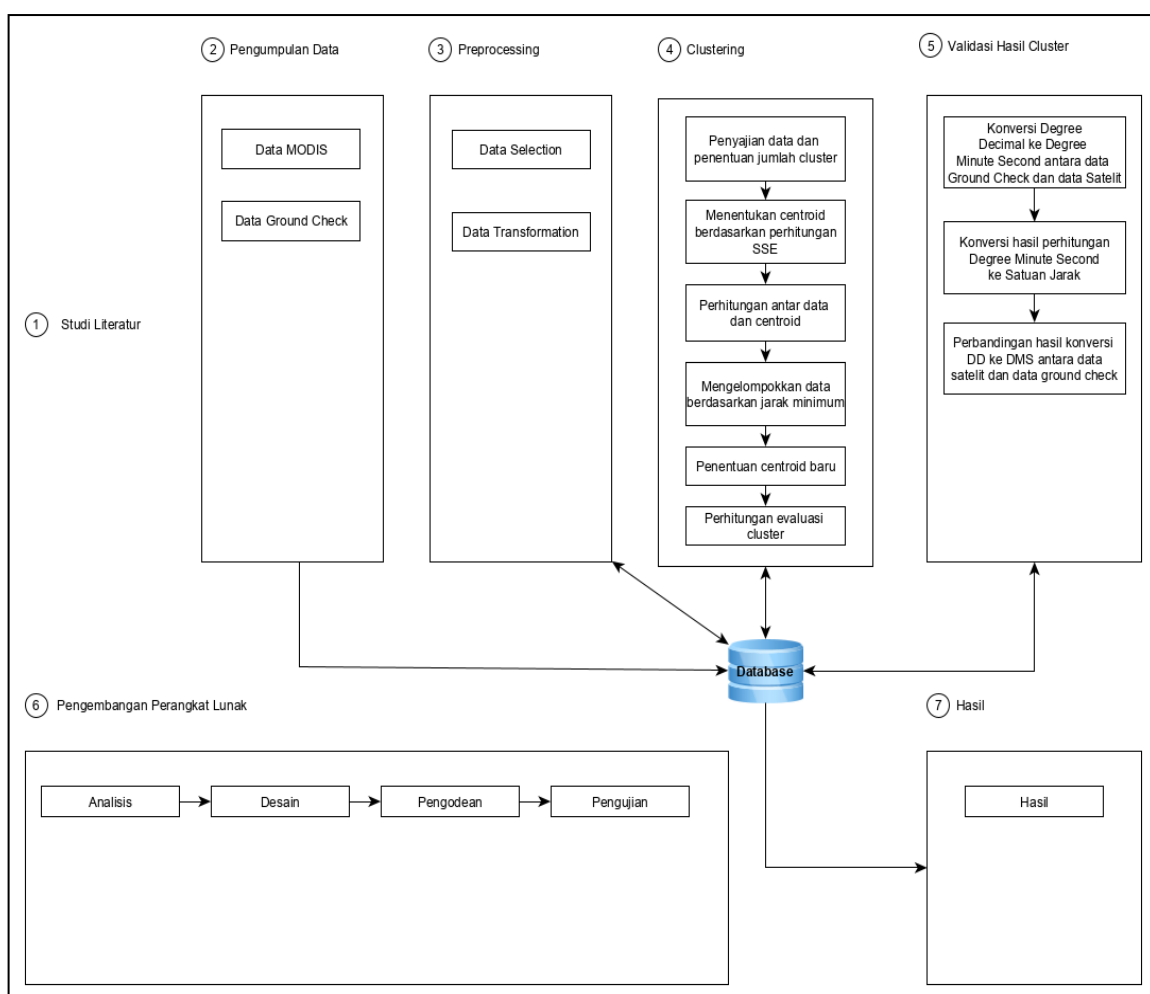 2 Pengumpulan Data
Data MODIS
Data Ground Check
3 Preprocessing
Data Selection
Data Transformation
4 Clustering
Penyajian data dan
penentuan jumlah cluster
Menentukan centroid
berdasarkan perhitungan
SSE
Perhitungan antar data
dan centroid
Mengelompokkan data
berdasarkan jarak minimum
Penentuan centroid baru
Perhitungan evaluasi
cluster
5 Validasi Hasil Cluster
Konversi Degree
Decimal ke Degree
Minute Second antara data
Ground Check dan data Satelit
Konversi hasil perhitungan
Degree Minute Second
ke Satuan Jarak
Perbandingan hasil konversi
DD ke DMS antara data
satelit dan data ground check
1 Studi Literatur
Database
6 Pengembangan Perangkat Lunak
Analisis
Desain
Pengodean
Pengujian
7 Hasil
Hasil